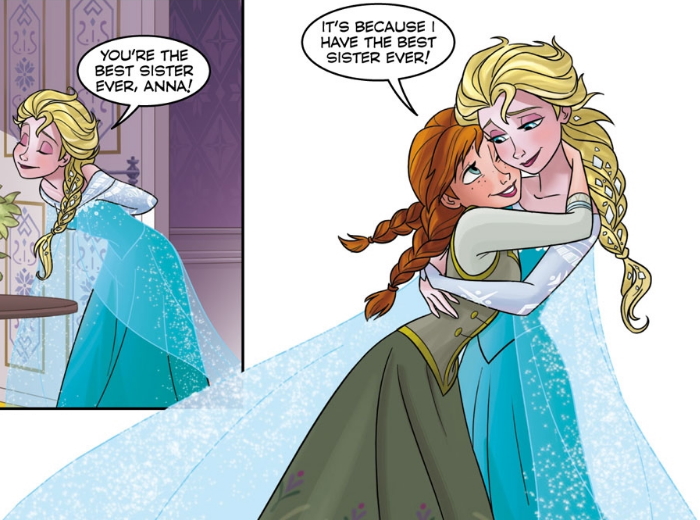 YOU'RE THE
BEST SISTER
EVER, ANNA!
IT'S BECAUSE I
HAVE THE BEST
SISTER EVER!